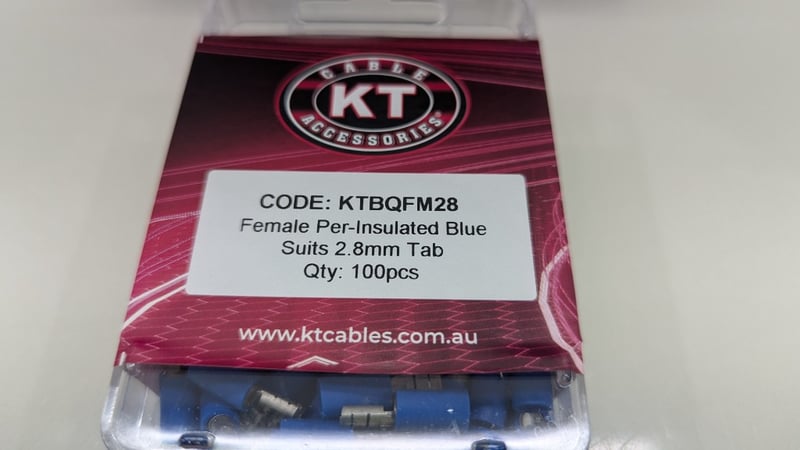 CABLE
KT
ACCESSORIES®
CODE: KTBQFM28
Female Per-Insulated Blue
Suits 2.8mm Tab
Qty: 100pcs
www.ktcables.com.au